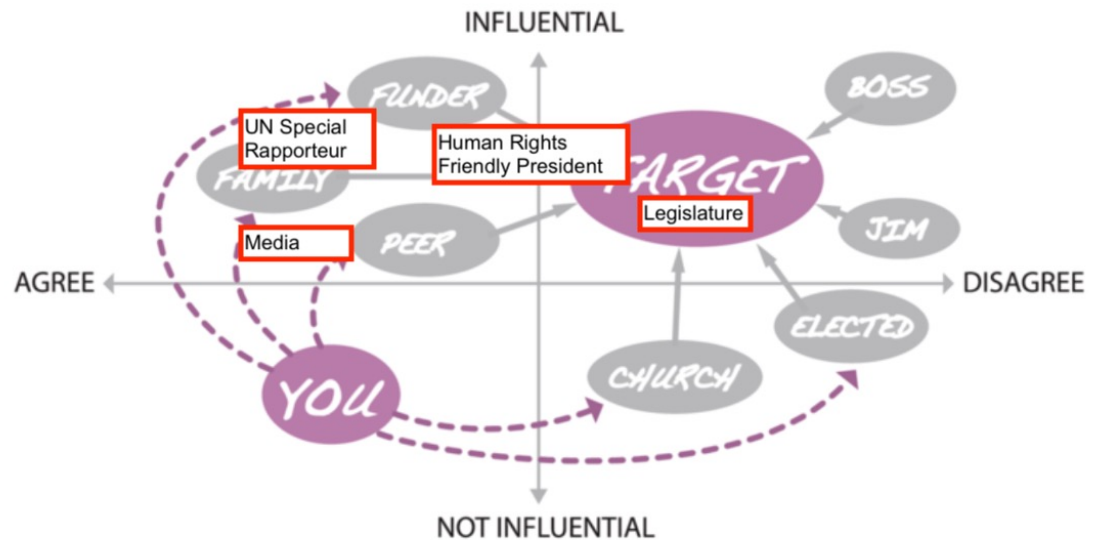 INFLUENTIAL
FUNDER
BOSS
UN Special
Rapporteur
Human Rights
Friendly President
FAMILY
TARGET
Legislature
Media
PEER
JIM
AGREE
DISAGREE
ELECTED
CHURCH
YOU
NOT INFLUENTIAL